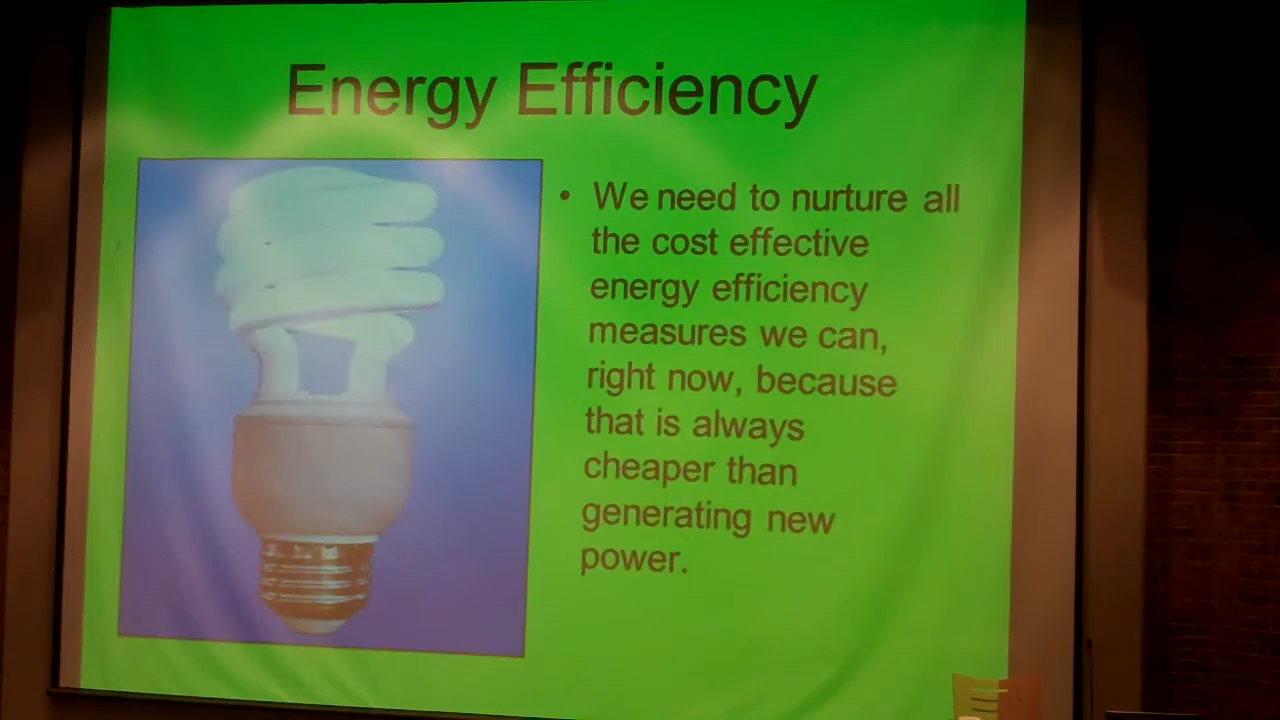 Energy Efficiency
• We need to nurture all
the cost effective
energy efficiency
measures we can,
right now, because
that is always
cheaper than
generating new
power.